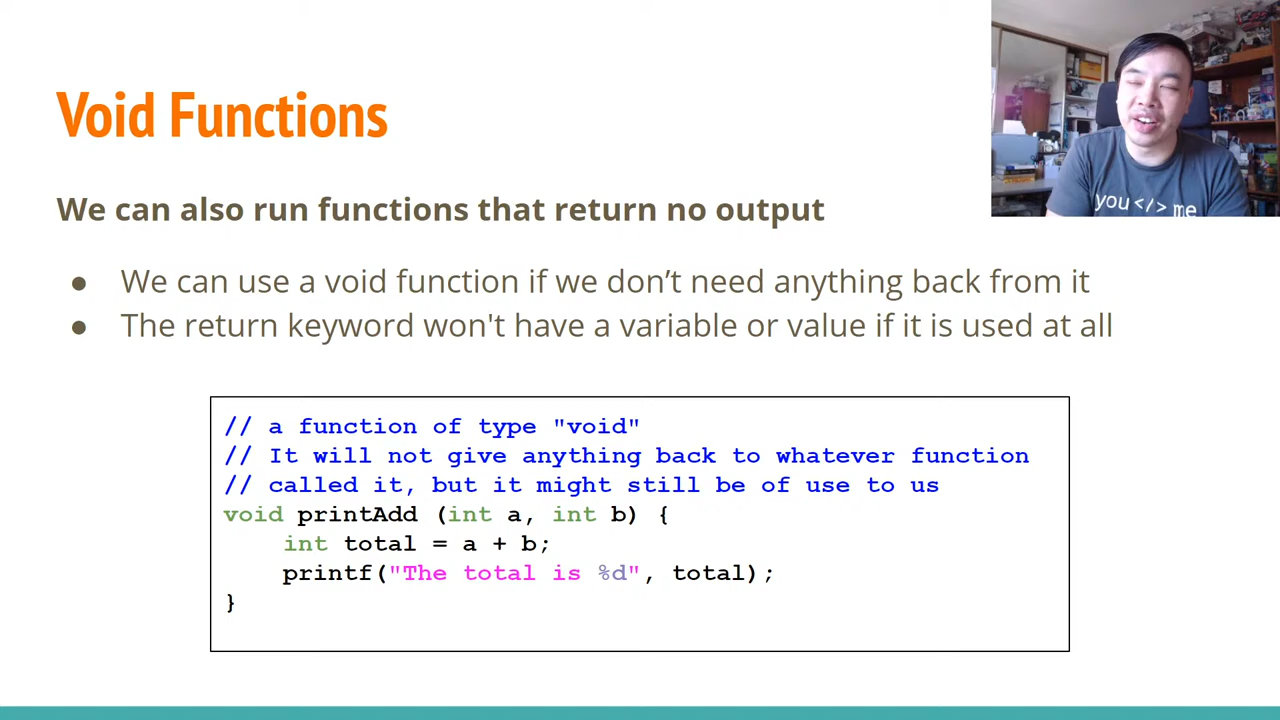 Void Functions
you </> me
We can also run functions that return no output
● We can use a void function if we don’t need anything back from it
● The return keyword won't have a variable or value if it is used at all
// a function of type "void"
// It will not give anything back to whatever function
// called it, but it might still be of use to us
void printAdd (int a, int b) {
    int total = a + b;
    printf("The total is %d", total);
}